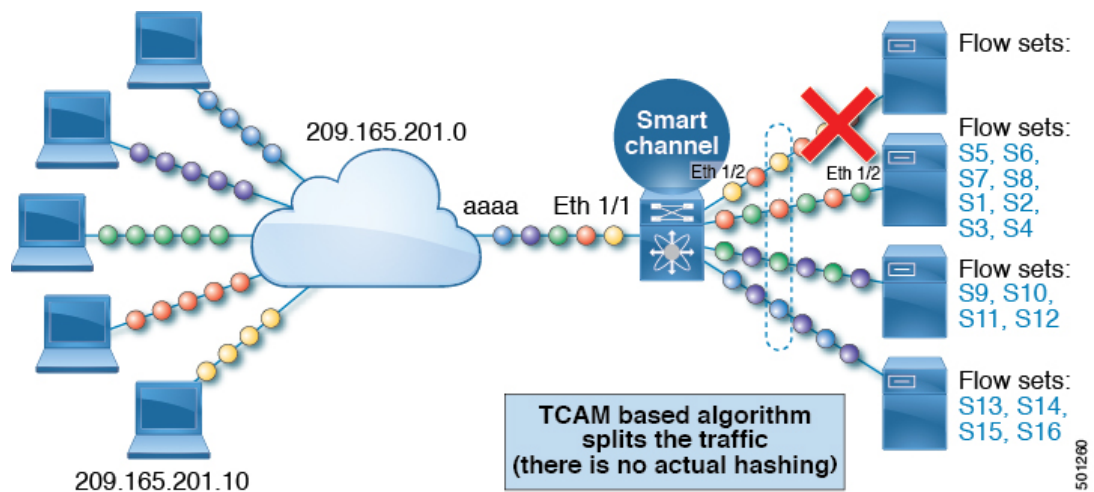 209.165.201.0
209.165.201.10
aaaa
Eth 1/1
Smart
channel
Eth 1/2
Eth 1/2
Flow sets:
Flow sets:
S5, S6,
S7, S8,
S1, S2,
S3, S4
Flow sets:
S9, S10,
S11, S12
Flow sets:
S13, S14,
S15, S16
TCAM based algorithm
splits the traffic
(there is no actual hashing)
501260